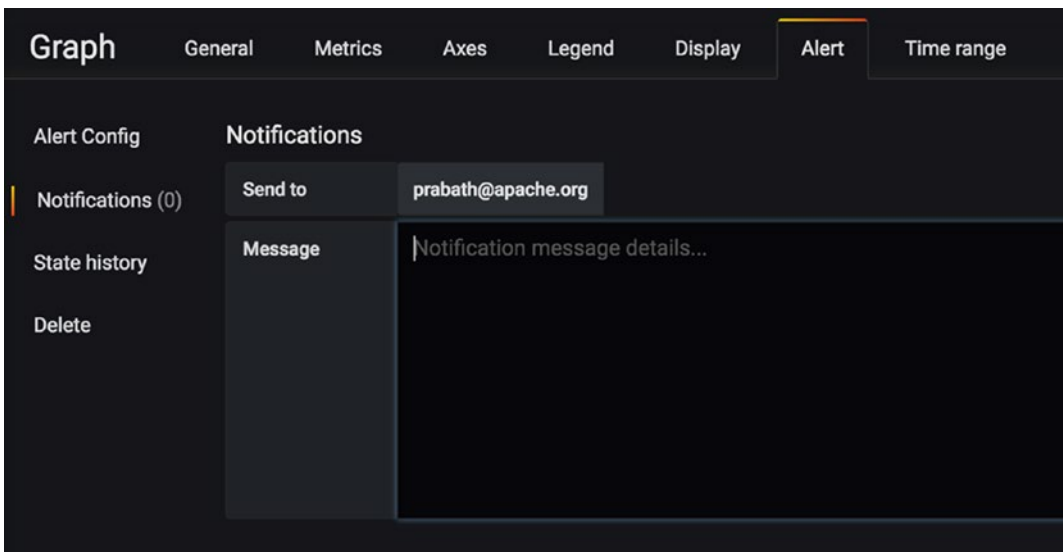 Graph General Metrics Axes Legend Display Alert Time range
Alert Config
Notifications (0)
State history
Delete
Notifications
Send to prabath@apache.org
Message Notification message details...